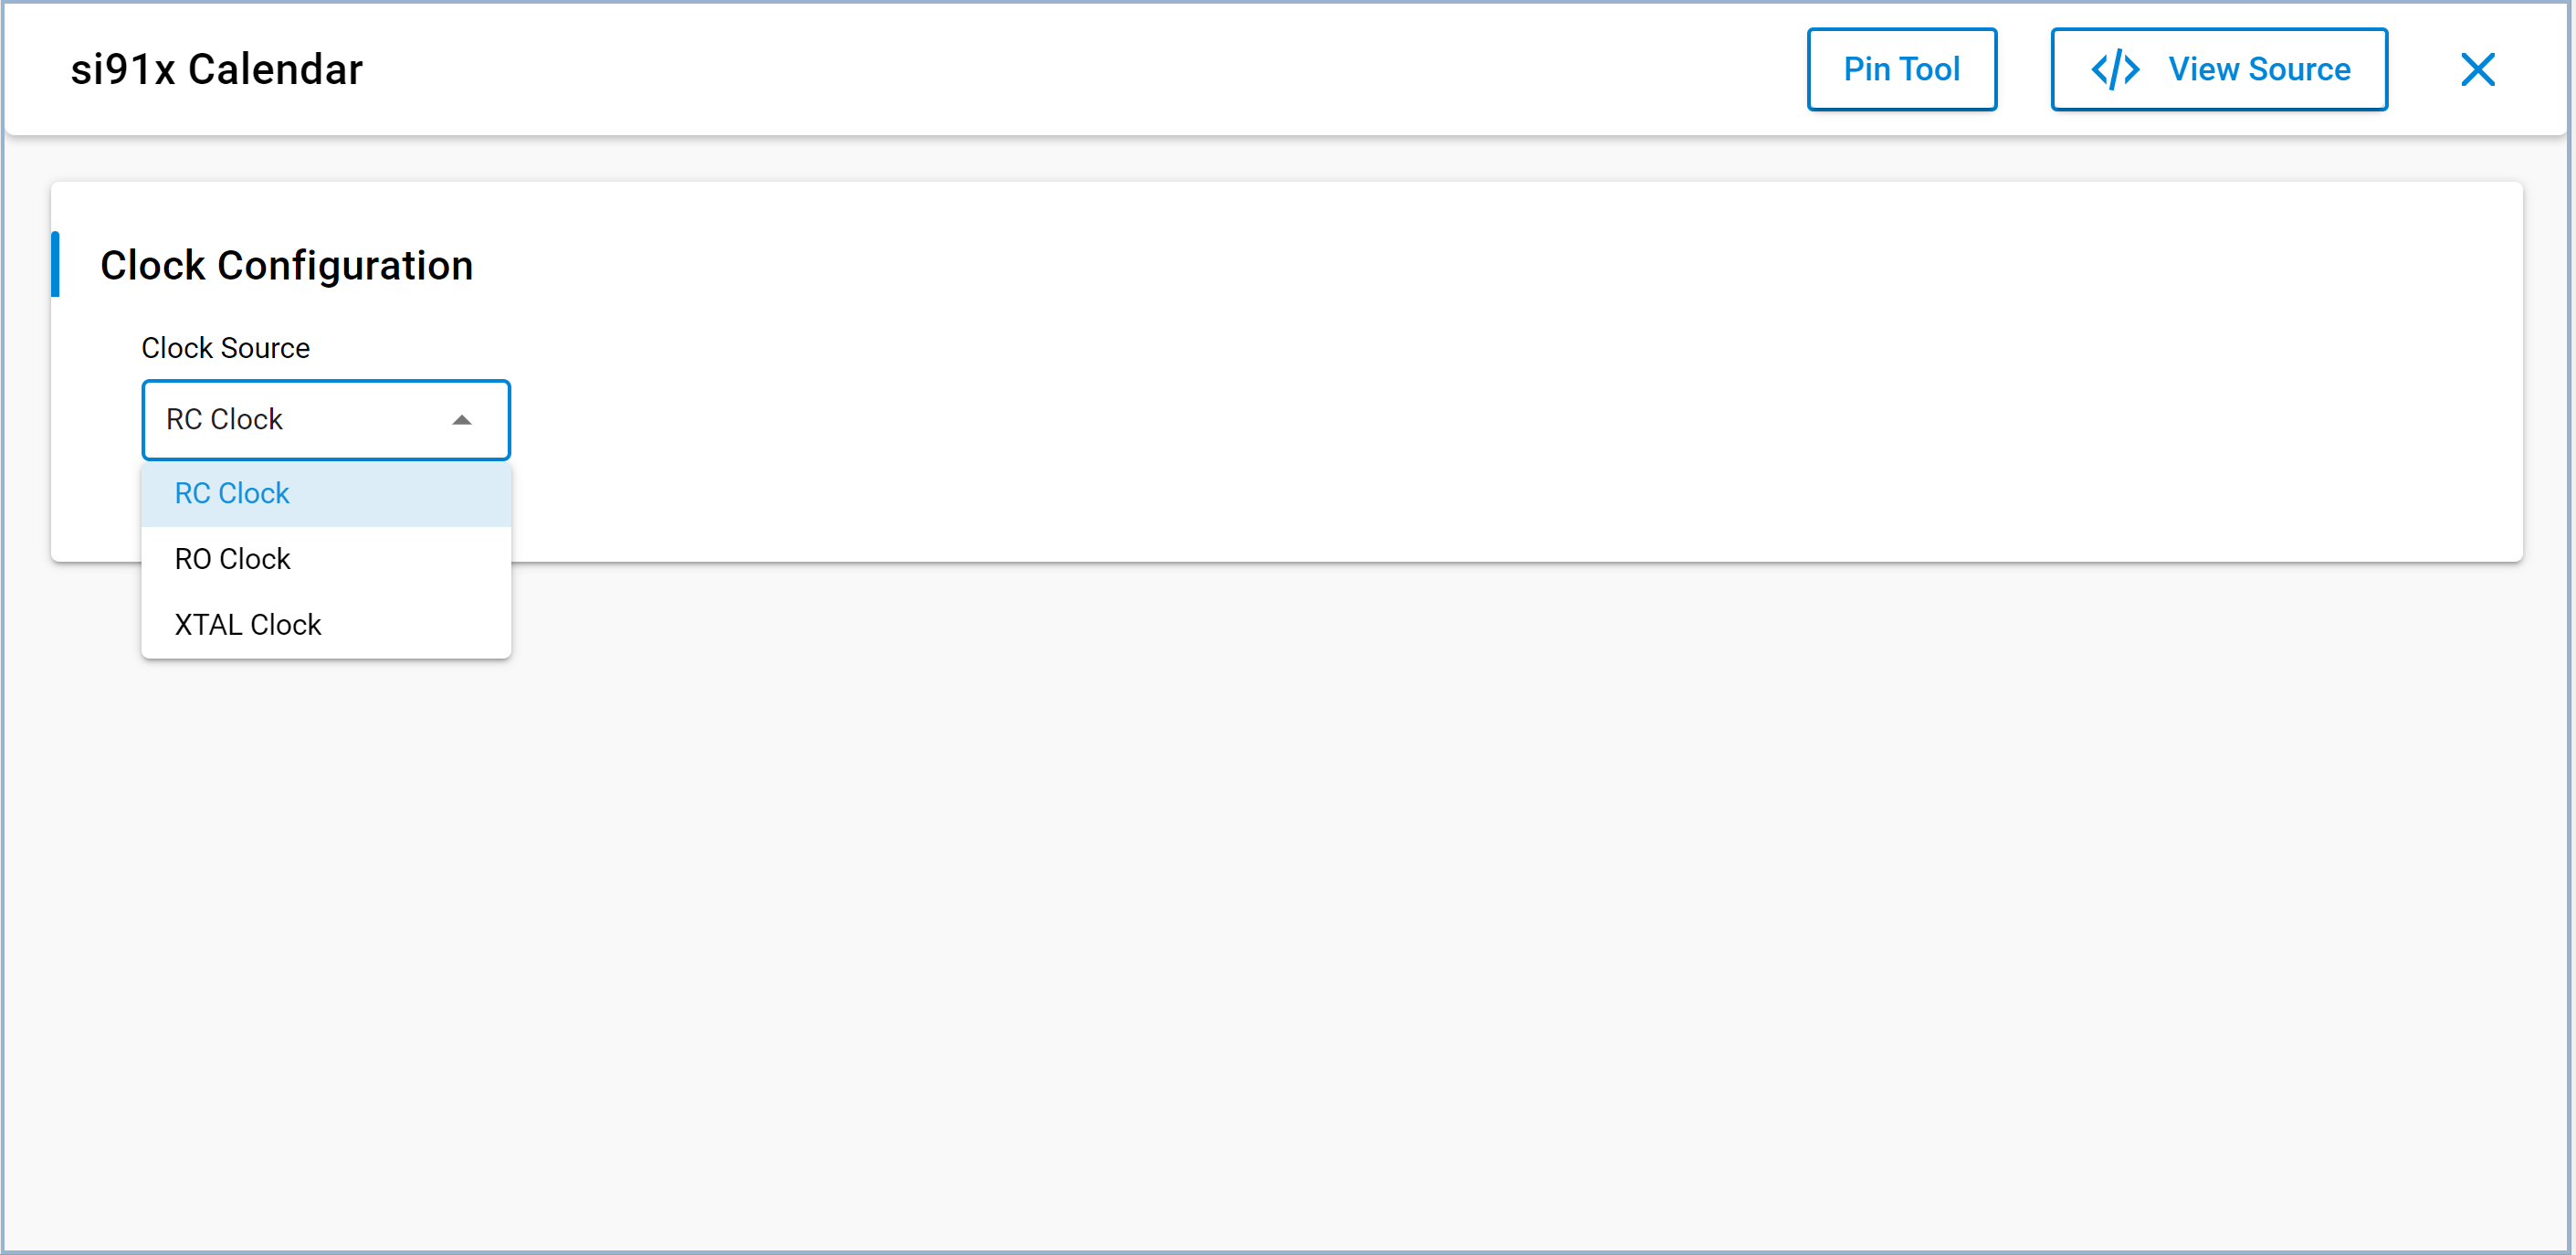 si91x Calendar
Pin Tool
</> View Source
Clock Configuration
Clock Source
RC Clock
RC Clock
RO Clock
XTAL Clock